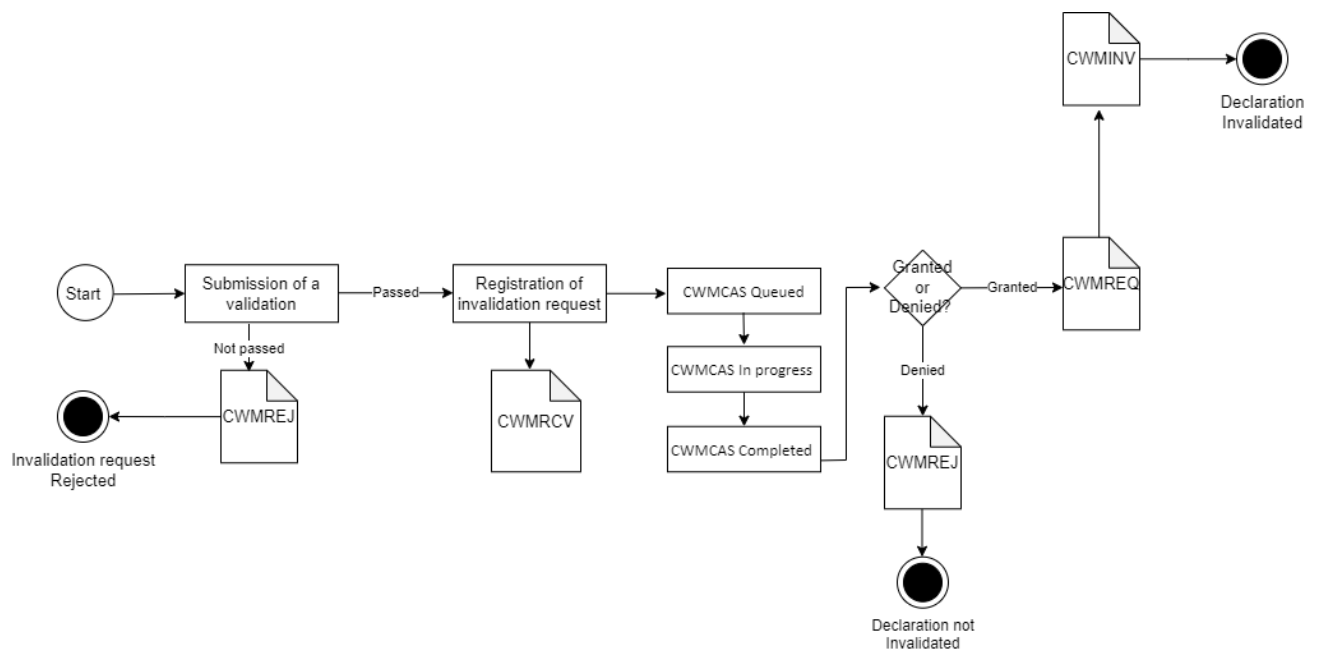 CWMINV
Declaration
Invalidated
Start
Submission of a
validation
Passed
Registration of
invalidation request
CWMCAS Queued
Granted
or
Denied?
Granted
CWMREQ
Not passed
CWMREJ
Invalidation request
Rejected
CWMRCV
CWMCAS In progress
CWMCAS Completed
Denied
CWMREJ
Declaration not
Invalidated